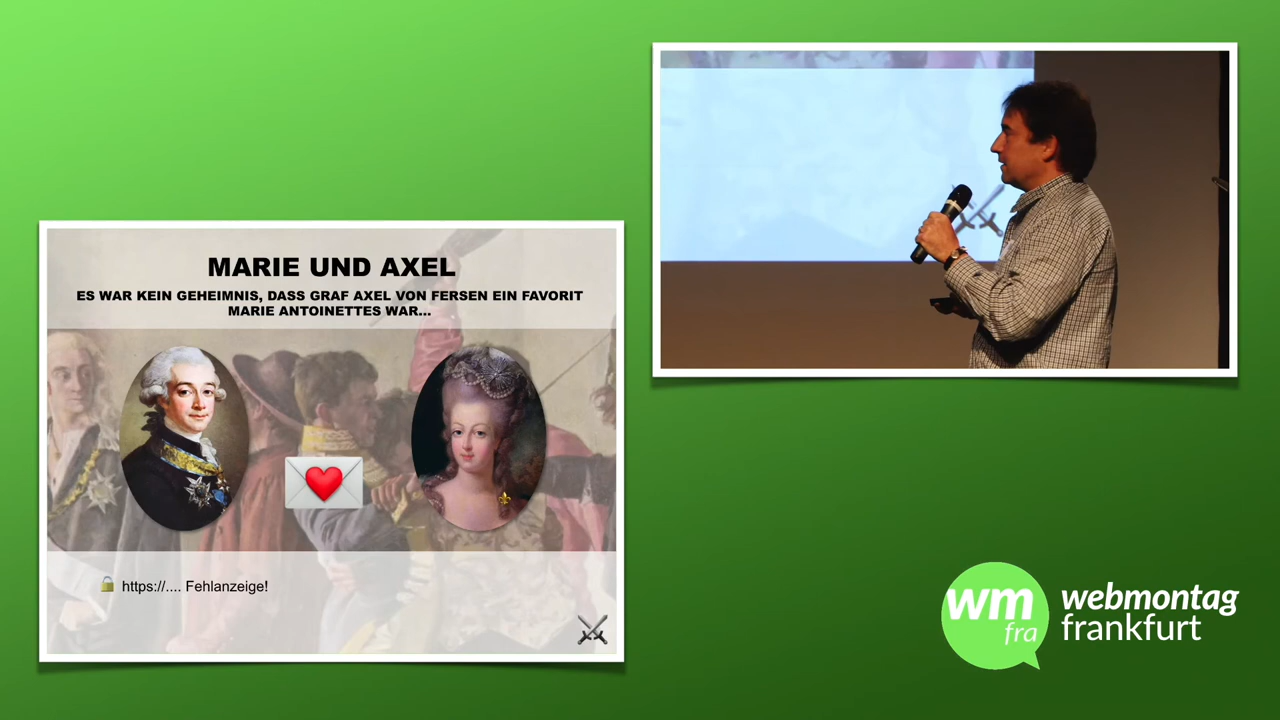 MARIE UND AXEL
ES WAR KEIN GEHEIMNIS, DASS GRAF AXEL VON FERSEN EIN FAVORIT
MARIE ANTOINETTES WAR...
https://.... Fehlanzeige!
wm
fra
webmontag
frankfurt